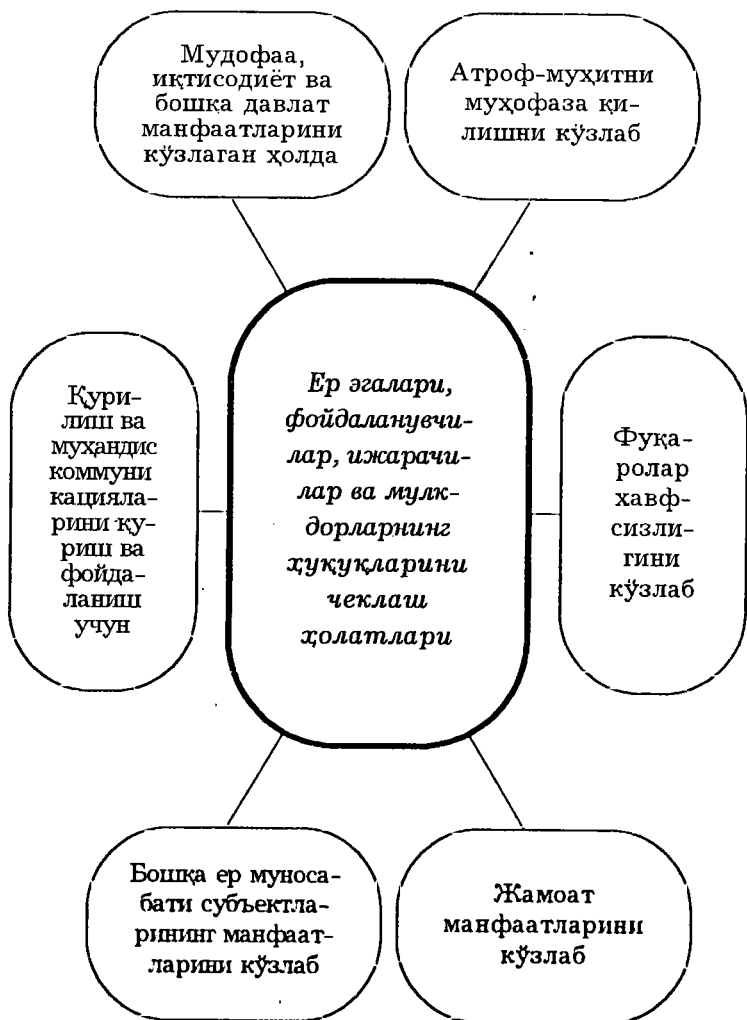 Мудофаа,
иқтисодиёт ва
бошқа давлат
манфаатларини
кўзлаган ҳолда
Атроф-муҳитни
муҳофаза қи-
лишни кўзлаб
Қури-
лиш ва
муҳандис
коммуни
кацияла-
рини қу-
риш ва
фойда-
ланиш
учун
Ер эгалари,
фойдаланувчи-
лар, ижарачи-
лар ва мулк-
дорларнинг
ҳуқуқларини
чеклаш
ҳолатлари
Фуқа-
ролар
хавф-
сизли-
гини
кўзлаб
Бошқа ер муноса-
бати субъектла-
рининг манфаат-
ларини кўзлаб
Жамоат
манфаатларини
кўзлаб